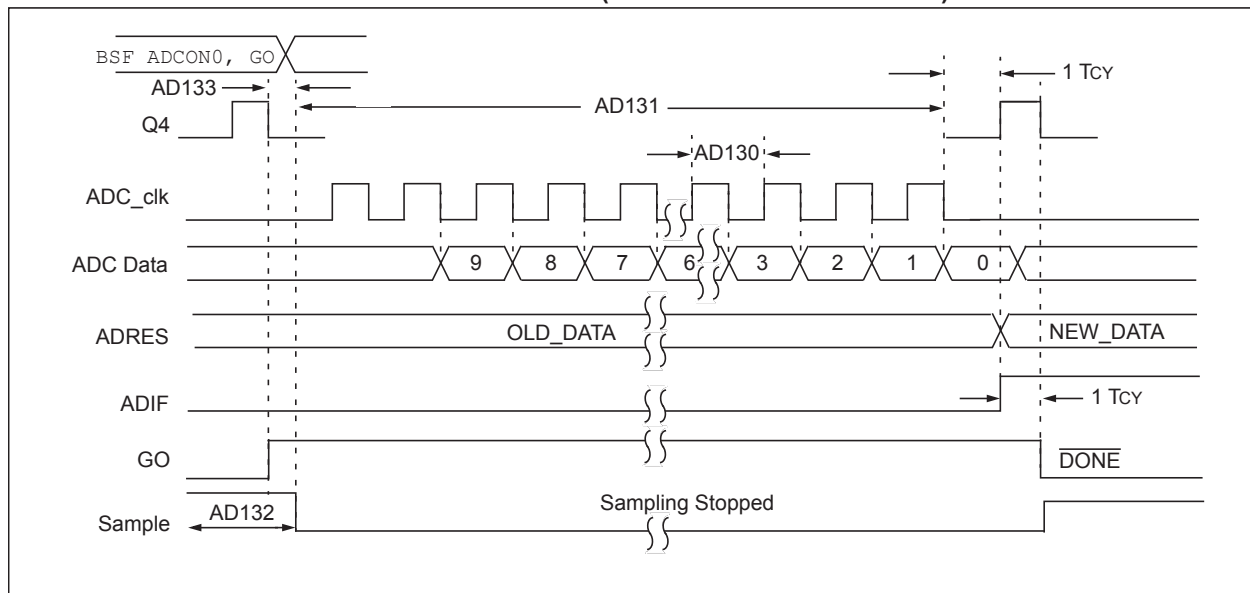 BSF ADCON0, GO
AD133
1 TCY
AD131
Q4
AD130
ADC_clk
ADC Data
9 8 7 6 3 2 1 0
ADRES
OLD_DATA
NEW_DATA
ADIF
1 TCY
GO
DONE
Sampling Stopped
AD132
Sample